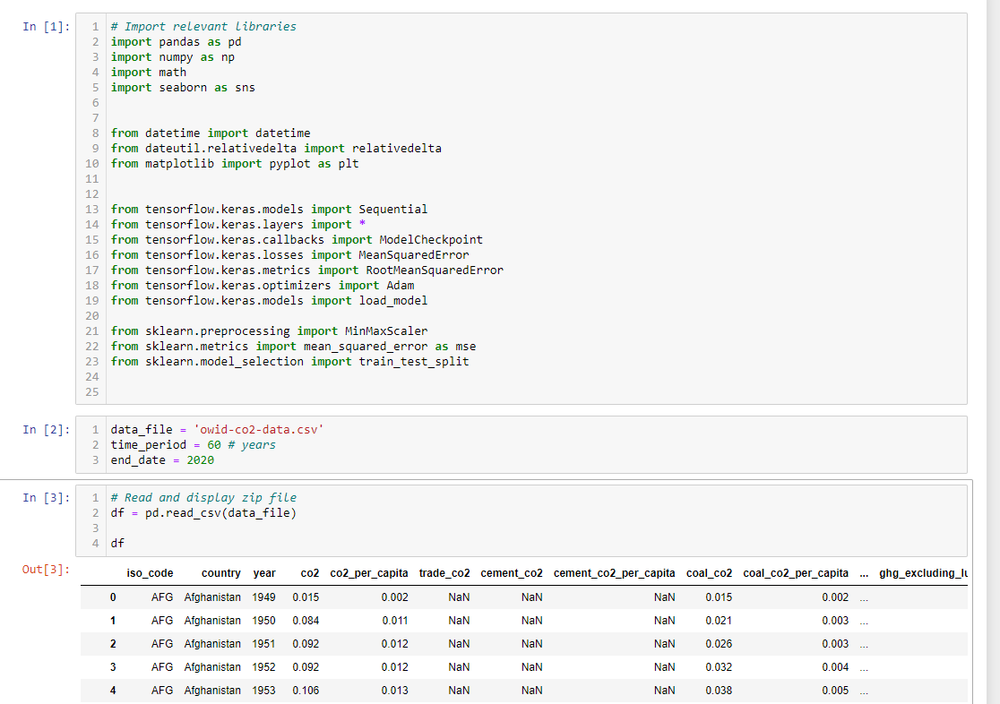 In [1]:
1 # Import relevant libraries
2 import pandas as pd
3 import numpy as np
4 import math
5 import seaborn as sns
6
7
8 from datetime import datetime
9 from dateutil.relativedelta import relativedelta
10 from matplotlib import pyplot as plt
11
12
13 from tensorflow.keras.models import Sequential
14 from tensorflow.keras.layers import *
15 from tensorflow.keras.callbacks import ModelCheckpoint
16 from tensorflow.keras.losses import MeanSquaredError
17 from tensorflow.keras.metrics import RootMeanSquaredError
18 from tensorflow.keras.optimizers import Adam
19 from tensorflow.keras.models import load_model
20
21 from sklearn.preprocessing import MinMaxScaler
22 from sklearn.metrics import mean_squared_error as mse
23 from sklearn.model_selection import train_test_split
24
25
In [2]:
1 data_file = 'owid-co2-data.csv'
2 time_period = 60 # years
3 end_date = 2020
In [3]:
1 # Read and display zip file
2 df = pd.read_csv(data_file)
3
4 df
Out[3]:
iso_code country year co2 co2_per_capita trade_co2 cement_co2 cement_co2_per_capita coal_co2 coal_co2_per_capita ... ghg_excluding_lu
0 AFG Afghanistan 1949 0.015 0.002 NaN NaN NaN 0.015 0.002 ...
1 AFG Afghanistan 1950 0.084 0.011 NaN NaN NaN 0.021 0.003 ...
2 AFG Afghanistan 1951 0.092 0.012 NaN NaN NaN 0.026 0.003 ...
3 AFG Afghanistan 1952 0.092 0.012 NaN NaN NaN 0.032 0.004 ...
4 AFG Afghanistan 1953 0.106 0.013 NaN NaN NaN 0.038 0.005 ...